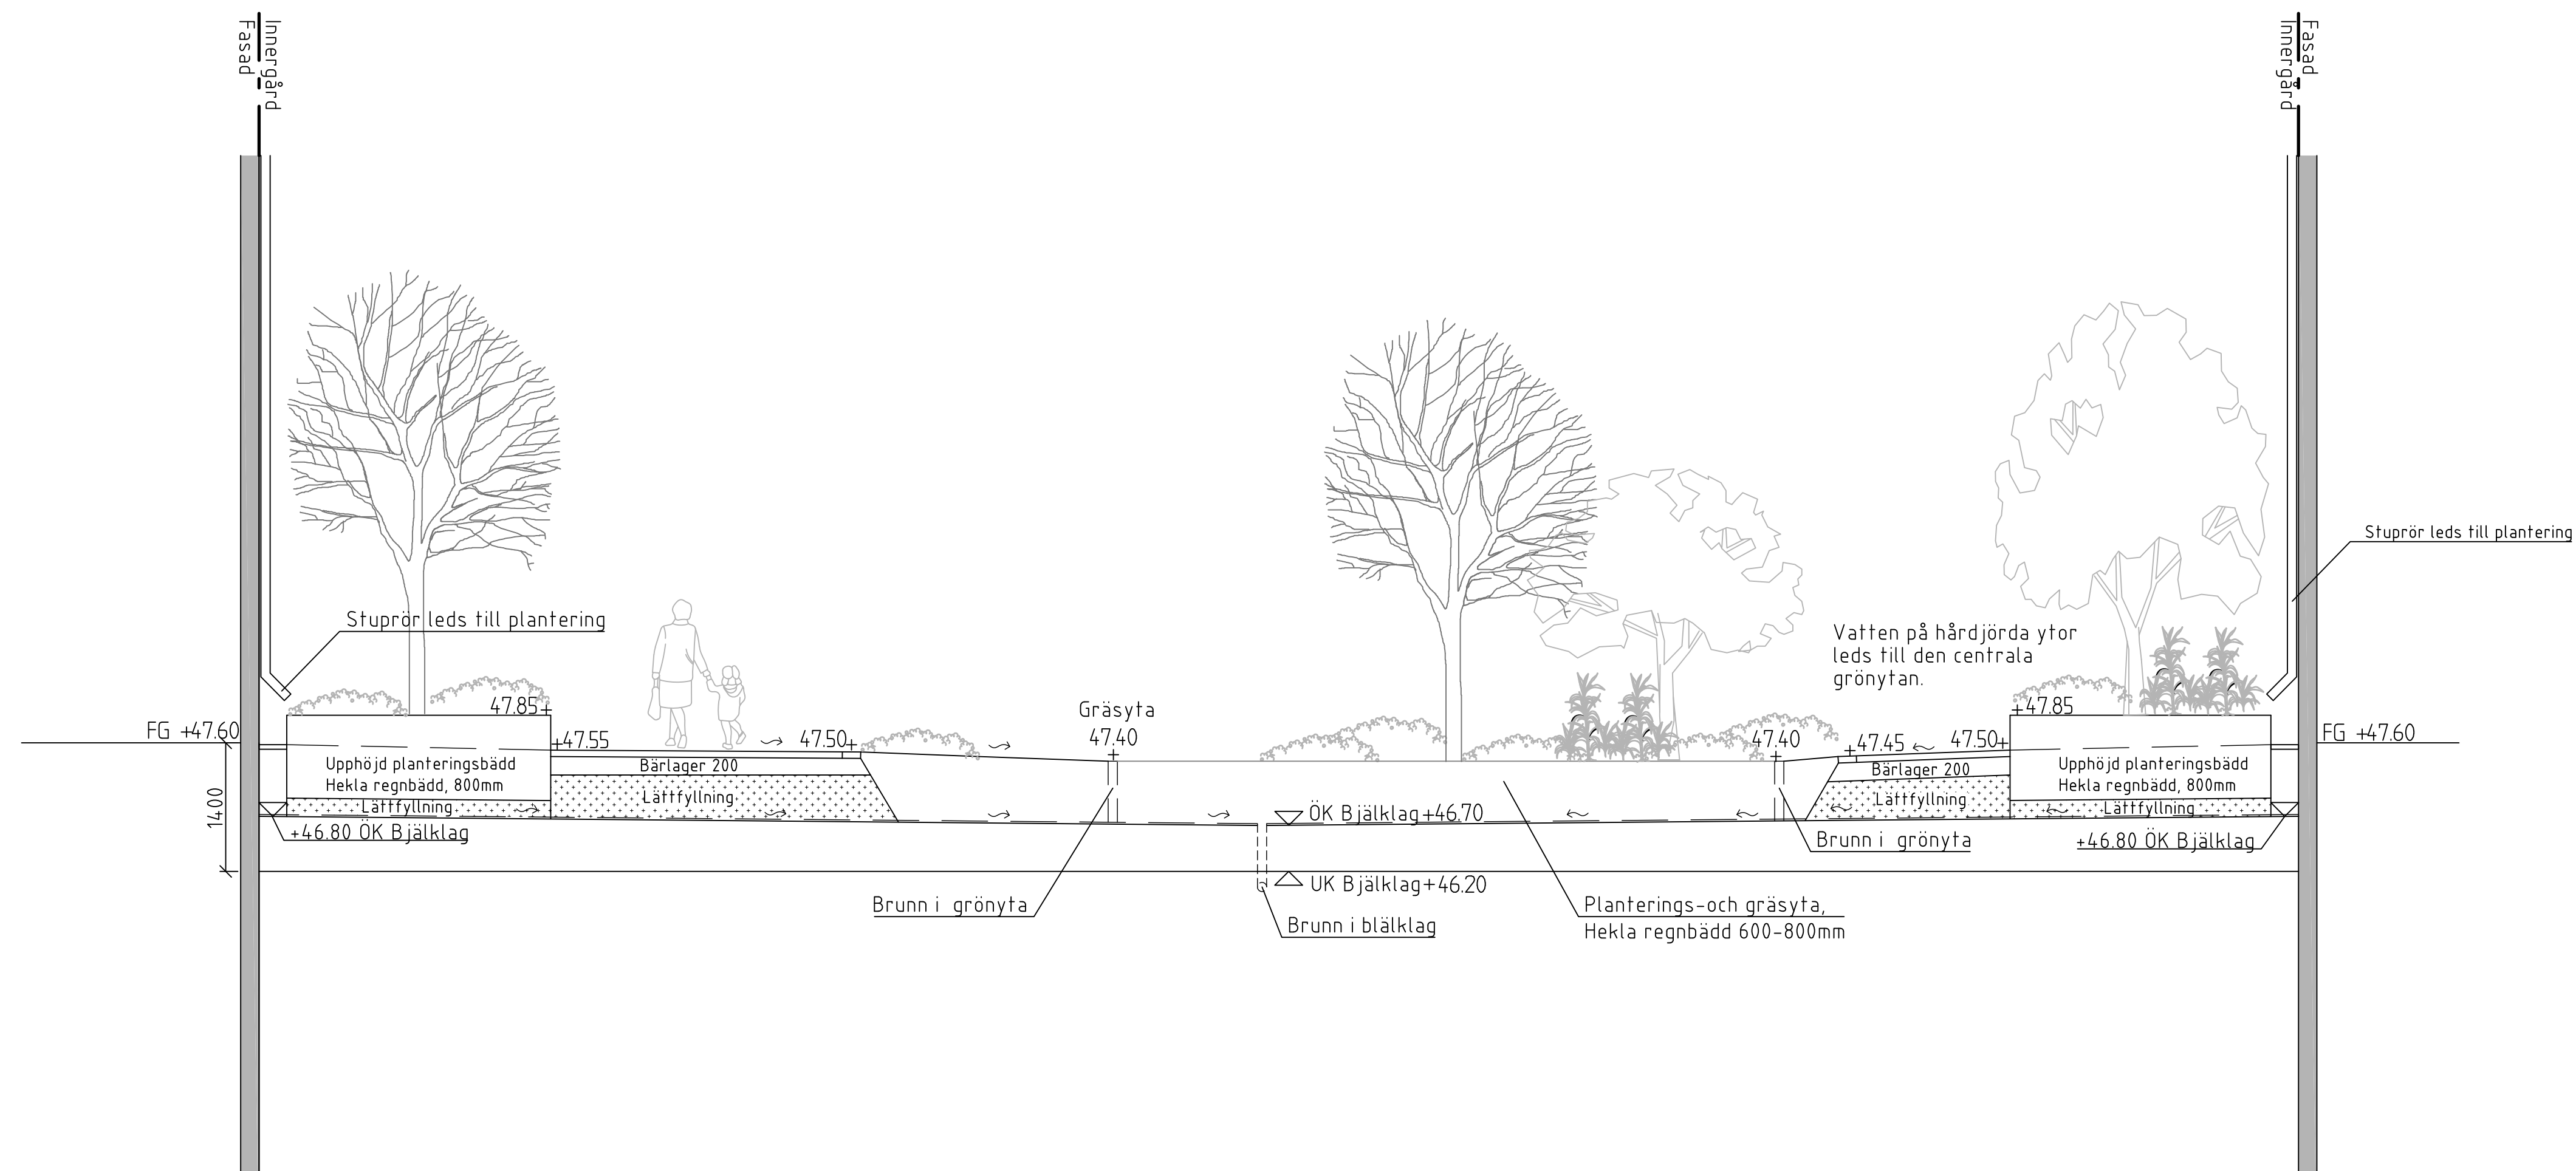 Innergård
Fasad
Fasad
Innergård
Stuprör leds till plantering
Stuprör leds till plantering
Vatten på hårdjörda ytor
leds till den centrala
grönytan.
47.85
+47.85
Gräsyta
FG +47.60
+47.55
47.50
47.40
47.40
+47.45
47.50
FG +47.60
Upphöjd planteringsbädd
Hekla regnbädd, 800mm
Lättfyllning
Bärlager 200
Lättfyllning
Bärlager 200
Lättfyllning
Upphöjd planteringsbädd
Hekla regnbädd, 800mm
Lättfyllning
1400
+46.80 ÖK Bjälklag
ÖK Bjälklag+46.70
Brunn i grönyta
+46.80 ÖK Bjälklag
UK Bjälklag+46.20
Brunn i grönyta
Brunn i blälklag
Planterings-och gräsyta,
Hekla regnbädd 600-800mm